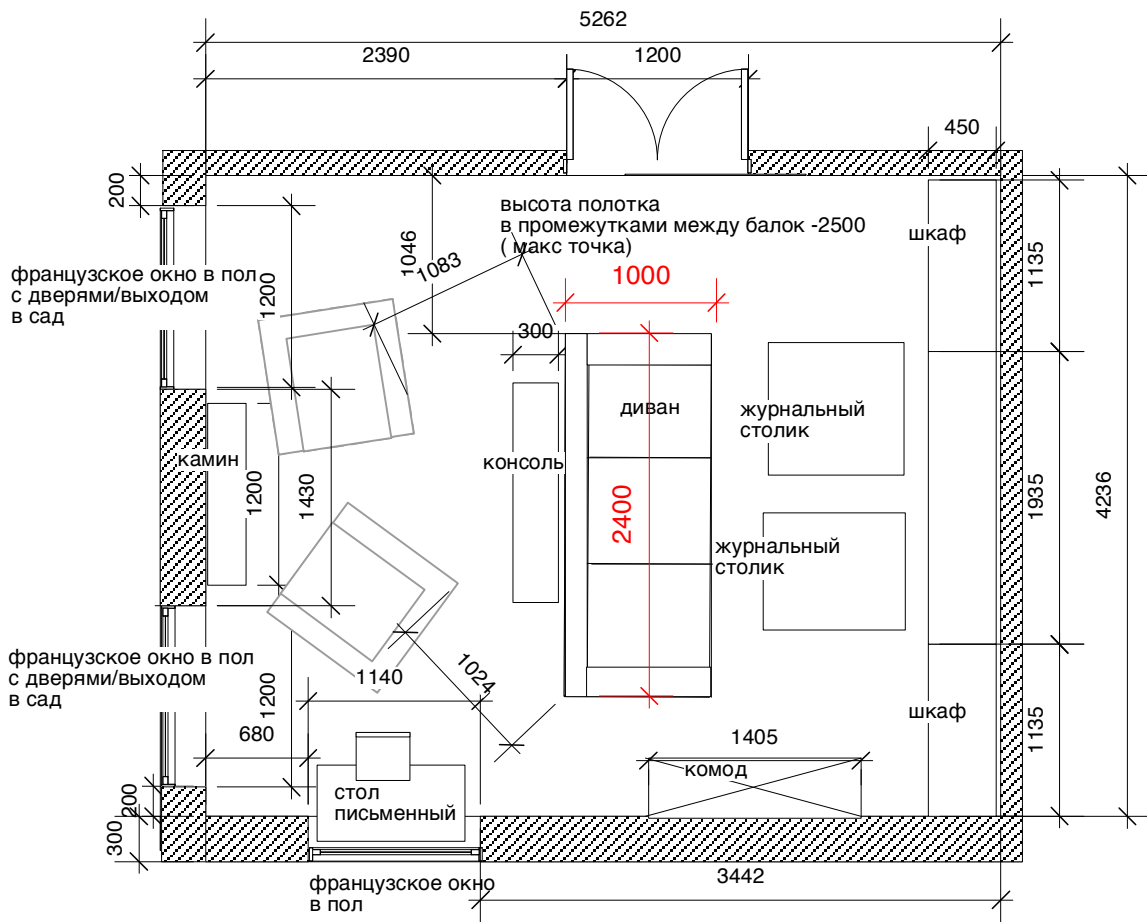 5262
2390
1200
450
200
высота полотка
в промежутками между балок -2500
( макс точка)
шкаф
1046
1083
1135
французское окно в пол
с дверями/выходом
в сад
1200
1000
300
диван
журнальный
столик
камин
консоль
1200
1430
2400
1935
4236
журнальный
столик
французское окно в пол
с дверями/выходом
в сад
1200
1140
1024
680
шкаф
1135
1405
комод
стол
письменный
200
300
французское окно
в пол
3442